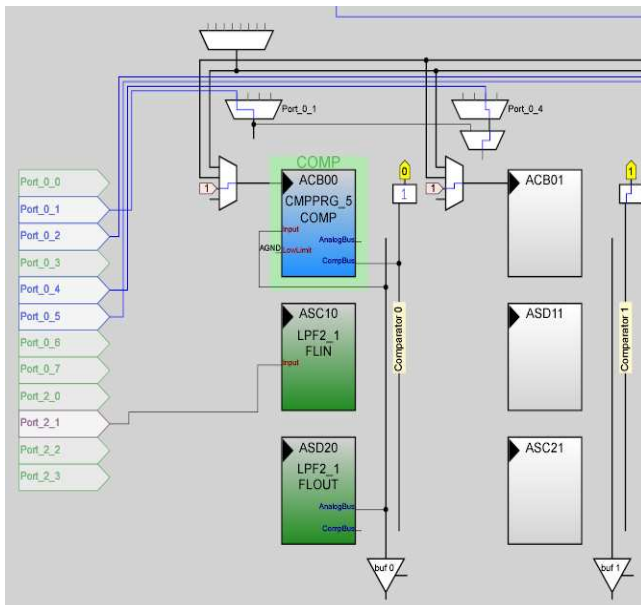 Port_0_1
Port_0_4
COMP
0
1
1
1
1
ACB00
CMPPRG_5
COMP
Input
AnalogBus
AGND
LowLimit
CompBus
ACB01
Port_0_0
Port_0_1
Port_0_2
Port_0_3
Port_0_4
Port_0_5
Port_0_6
Port_0_7
Port_2_0
Port_2_1
Port_2_2
Port_2_3
ASC10
LPF2_1
FLIN
Input
Comparator 0
ASD11
Comparator 1
ASD20
LPF2_1
FLOUT
AnalogBus
CompBus
ASC21
buf 0
buf 1